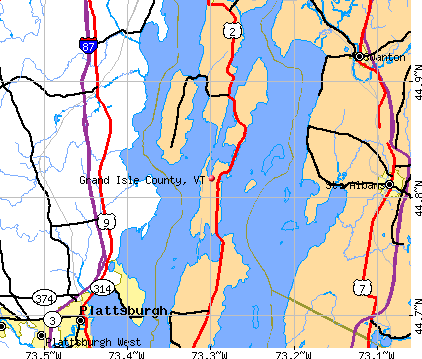 2
87
Swanton
44.9°N
Grand Isle County, VT
St. Albans
44.8°N
9
314
7
374
3
Plattsburgh
44.7°N
Plattsburgh West
73.5°W
73.4°W
73.3°W
73.2°W
73.1°W